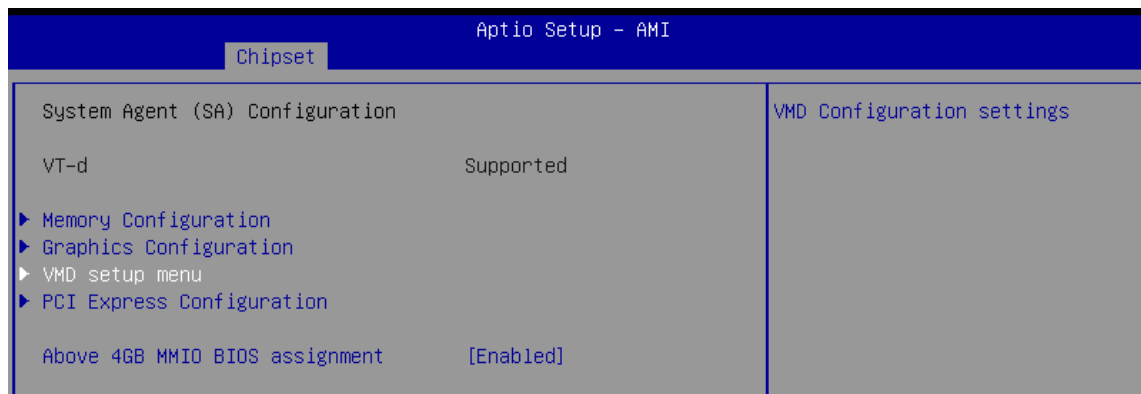 Aptio Setup – AMI
Chipset
System Agent (SA) Configuration
VMD Configuration settings
VT-d
Supported
Memory Configuration
Graphics Configuration
VMD setup menu
PCI Express Configuration
Above 4GB MMIO BIOS assignment
[Enabled]